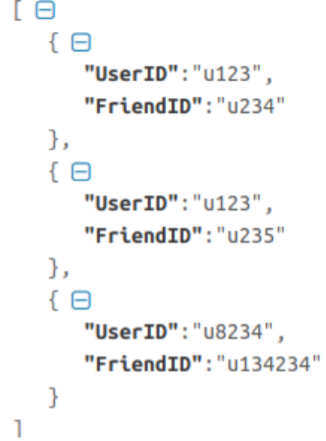 [
{
"UserID":"u123",
"FriendID":"u234"
},
{
"UserID":"u123",
"FriendID":"u235"
},
{
"UserID":"u8234",
"FriendID":"u134234"
}
]